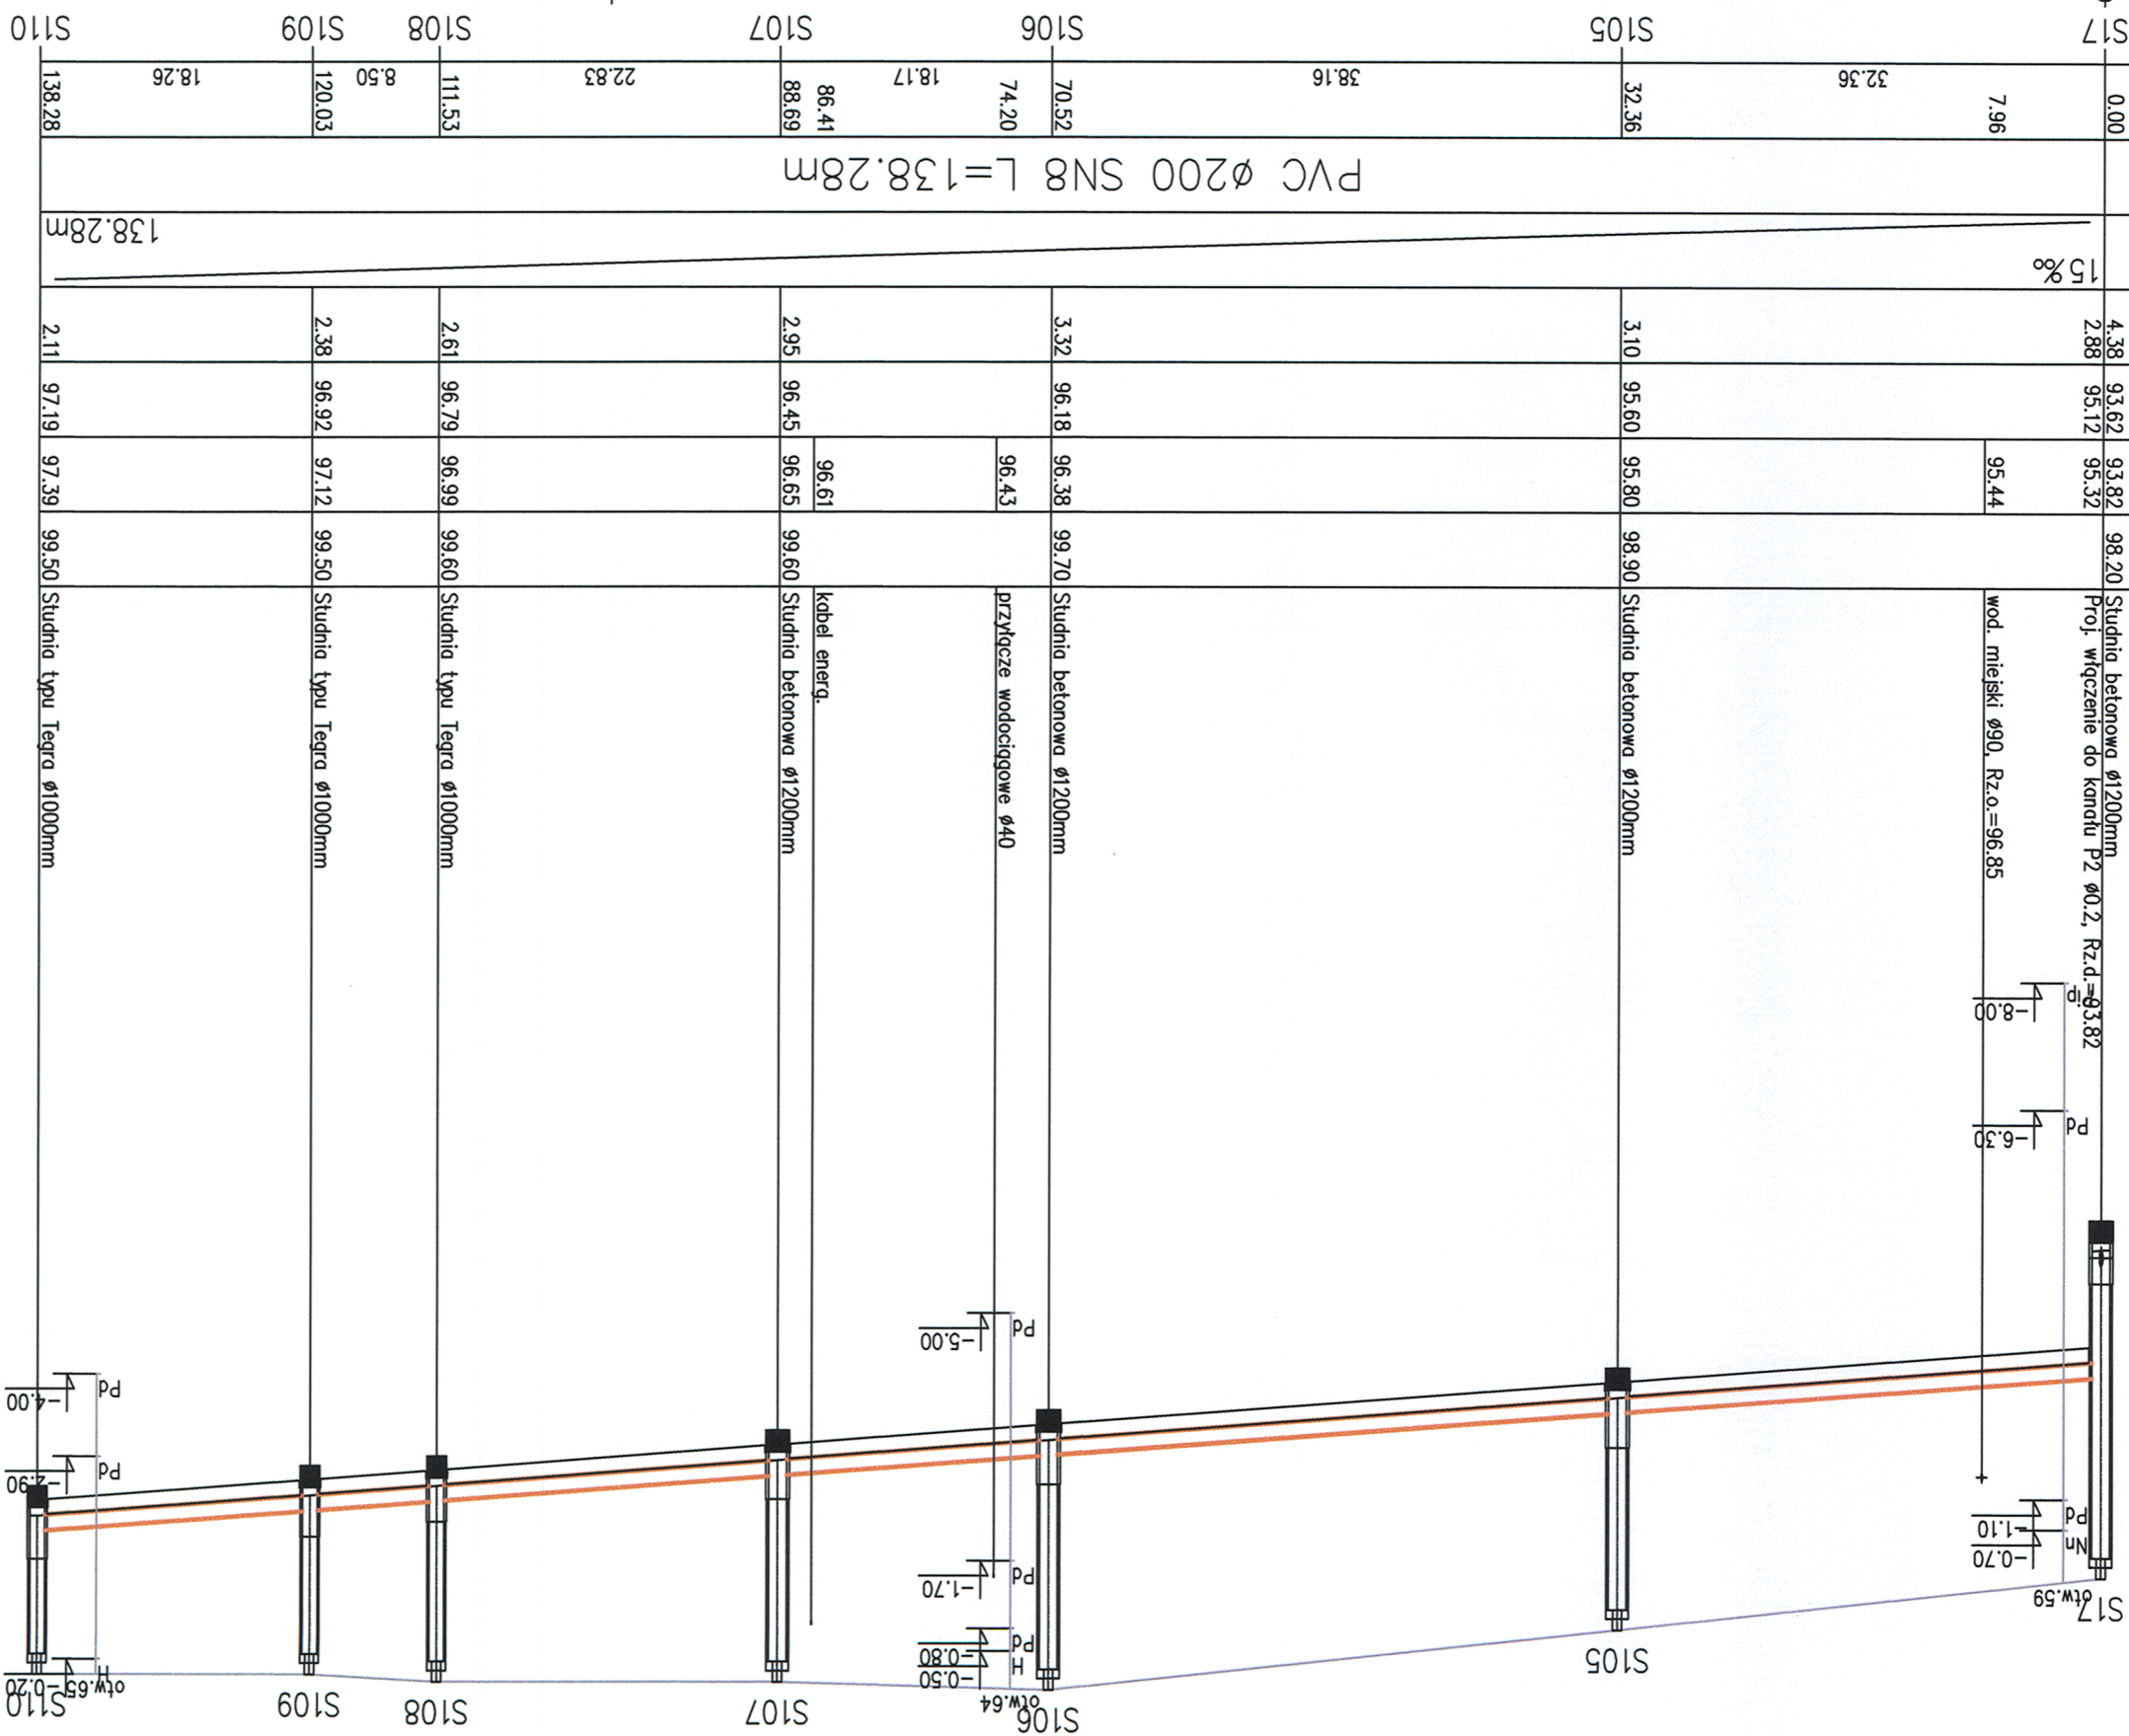 S17
S105
S106
S107
S108
S109
S110
otw.59
otw.64
otw.65
Nn
-0.70
Pd
-1.10
Pd
-6.30
-8.00
H
-0.50
Pd
-0.80
Pd
-1.70
Pd
-5.00
H
-0.20
Pd
-2.90
Pd
-4.00
Studnia betonowa ø1200mm
Proj. włączenie do kanału P2 ø0.2, Rz.d.=93.82
wod. miejski ø90, Rz.o.=96.85
Studnia betonowa ø1200mm
Studnia betonowa ø1200mm
przyłącze wodociągowe ø40
kabel energ.
Studnia betonowa ø1200mm
Studnia typu Tegra ø1000mm
Studnia typu Tegra ø1000mm
Studnia typu Tegra ø1000mm
98.20
98.90
99.70
99.60
99.60
99.50
99.50
93.82
95.32
95.44
95.80
96.38
96.43
96.61
96.65
96.99
97.12
97.39
93.62
95.12
95.60
96.18
96.45
96.79
96.92
97.19
4.38
2.88
3.10
3.32
2.95
2.61
2.38
2.11
15‰
138.28m
PVC ø200 SN8 L=138.28m
0.00
7.96
32.36
70.52
74.20
86.41
88.69
111.53
120.03
138.28
32.36
38.16
18.17
22.83
8.50
18.26
S17
S105
S106
S107
S108
S109
S110